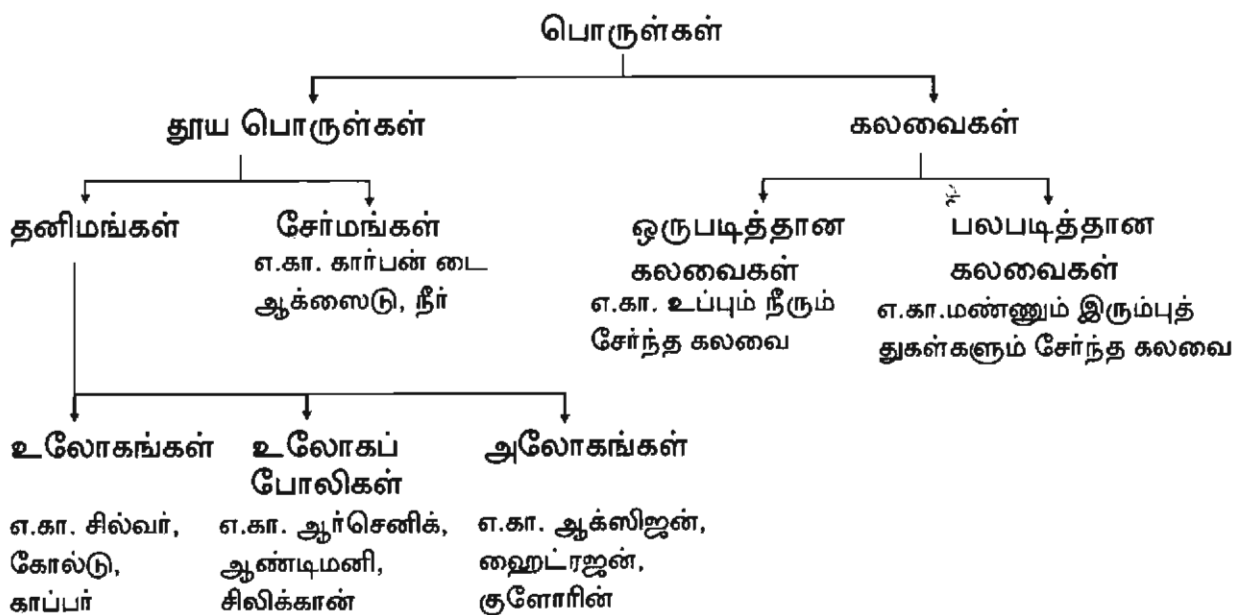 பொருள்கள்
தூய பொருள்கள்
கலவைகள்
தனிமங்கள்
சேர்மங்கள்
எ.கா. கார்பன் டை
ஆக்ஸைடு, நீர்
ஒருபடித்தான
கலவைகள்
எ.கா. உப்பும் நீரும்
சேர்ந்த கலவை
பலபடித்தான
கலவைகள்
எ.கா.மண்ணும் இரும்புத்
துகள்களும் சேர்ந்த கலவை
உலோகங்கள்
எ.கா. சில்வர்,
கோல்டு,
காப்பர்
உலோகப்
போலிகள்
எ.கா. ஆர்செனிக்,
ஆண்டிமனி,
சிலிக்கான்
அலோகங்கள்
எ.கா. ஆக்ஸிஜன்,
ஹைட்ரஜன்,
குளோரின்